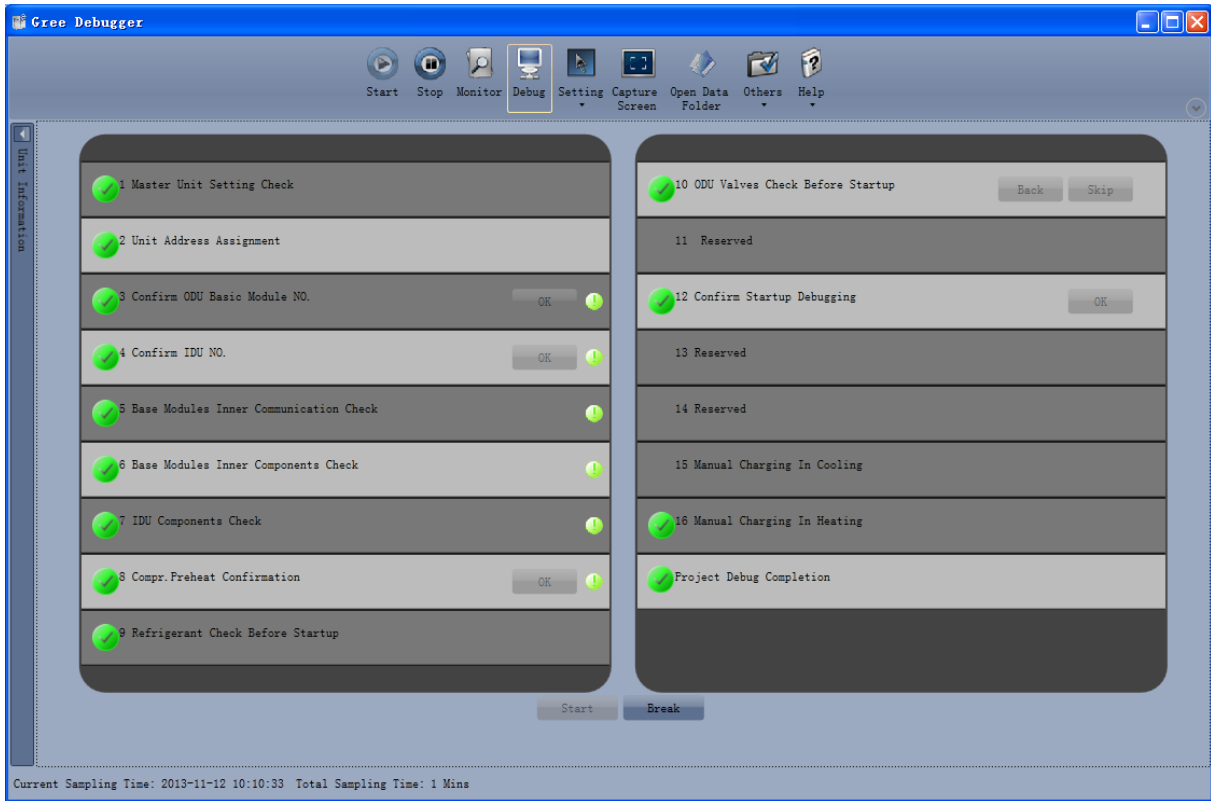 Gree Debugger
Start Stop Monitor Debug Setting Capture Screen Open Data Folder Others Help
Unit Information
1 Master Unit Setting Check
2 Unit Address Assignment
3 Confirm ODU Basic Module NO. OK
4 Confirm IDU NO. OK
5 Base Modules Inner Communication Check
6 Base Modules Inner Components Check
7 IDU Components Check
8 Compr.Preheat Confirmation OK
9 Refrigerant Check Before Startup
10 ODU Valves Check Before Startup Back Skip
11 Reserved
12 Confirm Startup Debugging OK
13 Reserved
14 Reserved
15 Manual Charging In Cooling
16 Manual Charging In Heating
Project Debug Completion
Start Break
Current Sampling Time: 2013-11-12 10:10:33 Total Sampling Time: 1 Mins